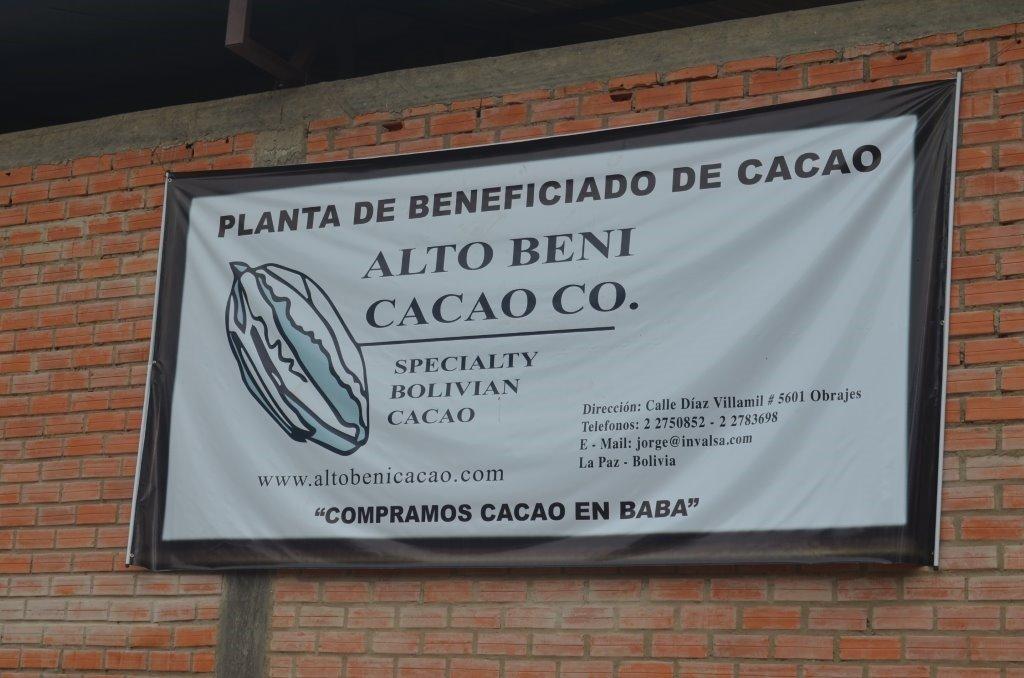 PLANTA DE BENEFICIADO DE CACAO
ALTO BENI
CACAO CO.
SPECIALTY
BOLIVIAN
CACAO
Dirección: Calle Díaz Villamil # 5601 Obrajes
Telefonos: 2 2750852 - 2 2783698
E - Mail: jorge@invalsa.com
La Paz - Bolivia
www.altobenicacao.com
“COMPRAMOS CACAO EN BABA”